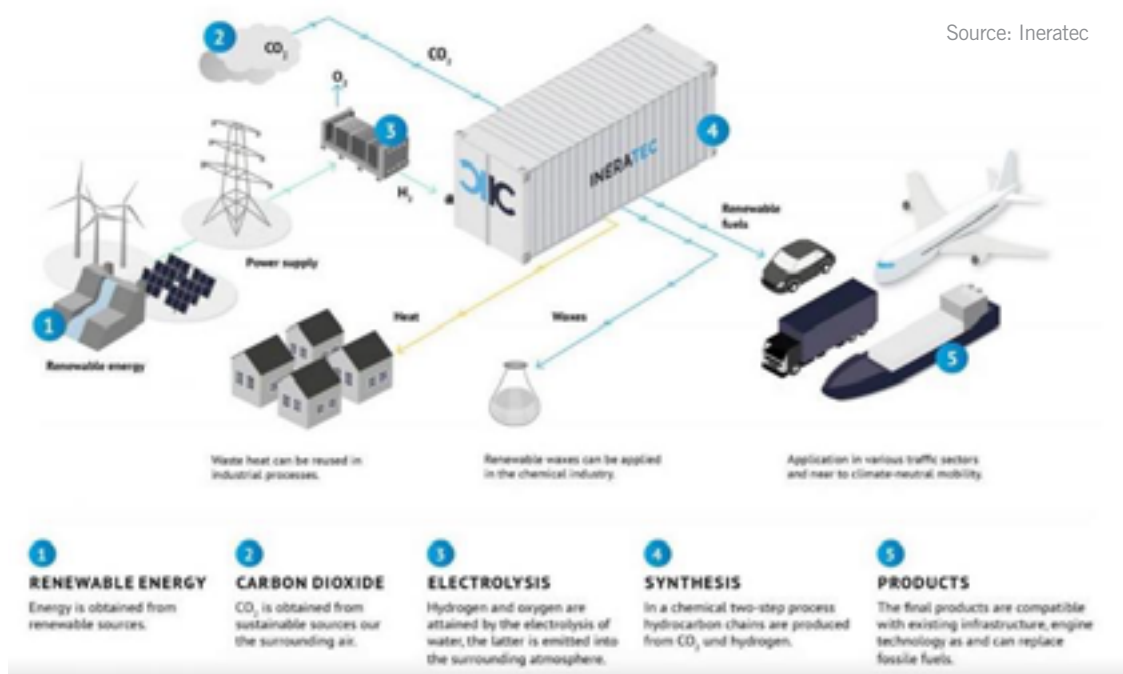 Source: Ineratec
2
CO2
CO2
O2
3
4
INERATEC
H2
Renewable
fuels
Power supply
1
Heat
Waxes
5
Renewable energy
Waste heat can be reused in
industrial processes.
Renewable waxes can be applied
in the chemical industry.
Application in various traffic sectors
and near to climate-neutral mobility.
1
RENEWABLE ENERGY
Energy is obtained from
renewable sources.
2
CARBON DIOXIDE
CO2 is obtained from
sustainable sources our
the surrounding air.
3
ELECTROLYSIS
Hydrogen and oxygen are
attained by the electrolysis of
water, the latter is emitted into
the surrounding atmosphere.
4
SYNTHESIS
In a chemical two-step process
hydrocarbon chains are produced
from CO2 und hydrogen.
5
PRODUCTS
The final products are compatible
with existing infrastructure, engine
technology as and can replace
fossile fuels.